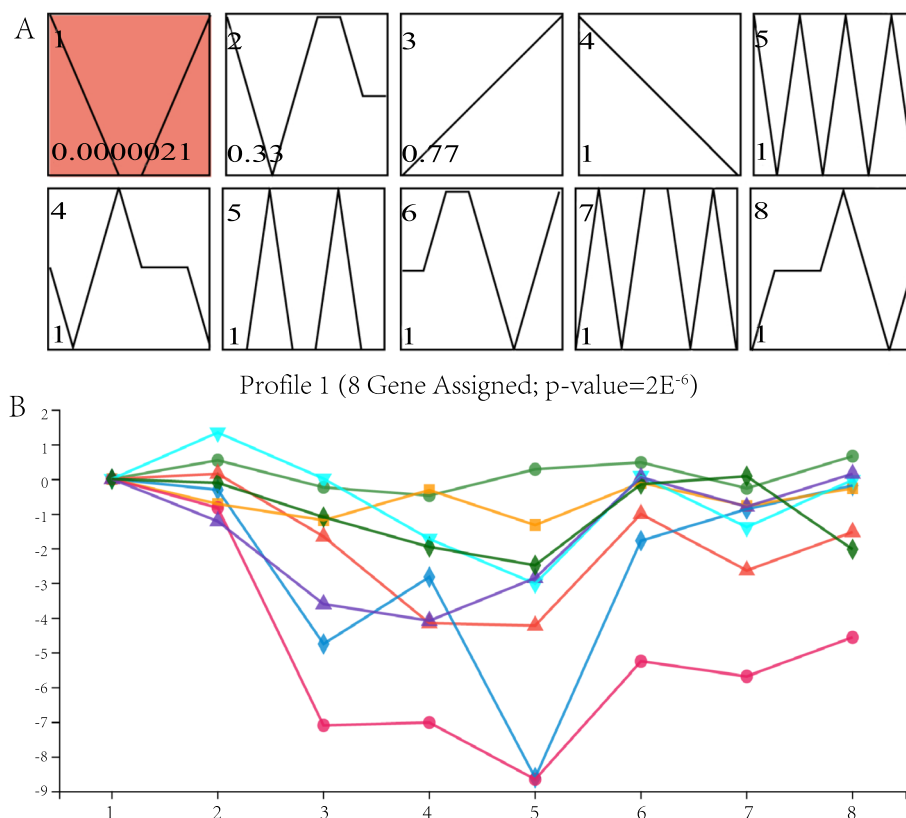 A
1 2 3 4 5
0.0000021 0.33 0.77 1 1
4 5 6 7 8
1 1 1 1 1
Profile 1 (8 Gene Assigned; p-value=2E⁻⁶)
B
2
1
0
-1
-2
-3
-4
-5
-6
-7
-8
-9
1 2 3 4 5 6 7 8